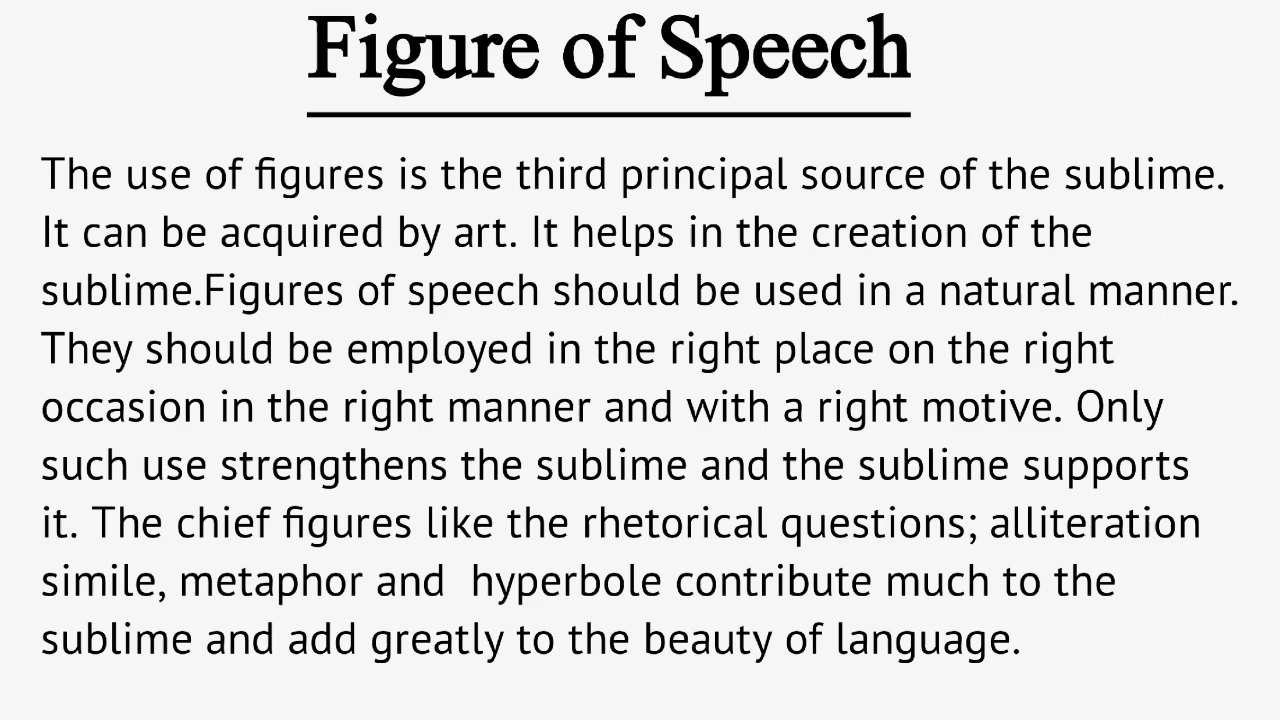 Figure of Speech
The use of figures is the third principal source of the sublime.
It can be acquired by art. It helps in the creation of the
sublime.Figures of speech should be used in a natural manner.
They should be employed in the right place on the right
occasion in the right manner and with a right motive. Only
such use strengthens the sublime and the sublime supports
it. The chief figures like the rhetorical questions; alliteration
simile, metaphor and  hyperbole contribute much to the
sublime and add greatly to the beauty of language.